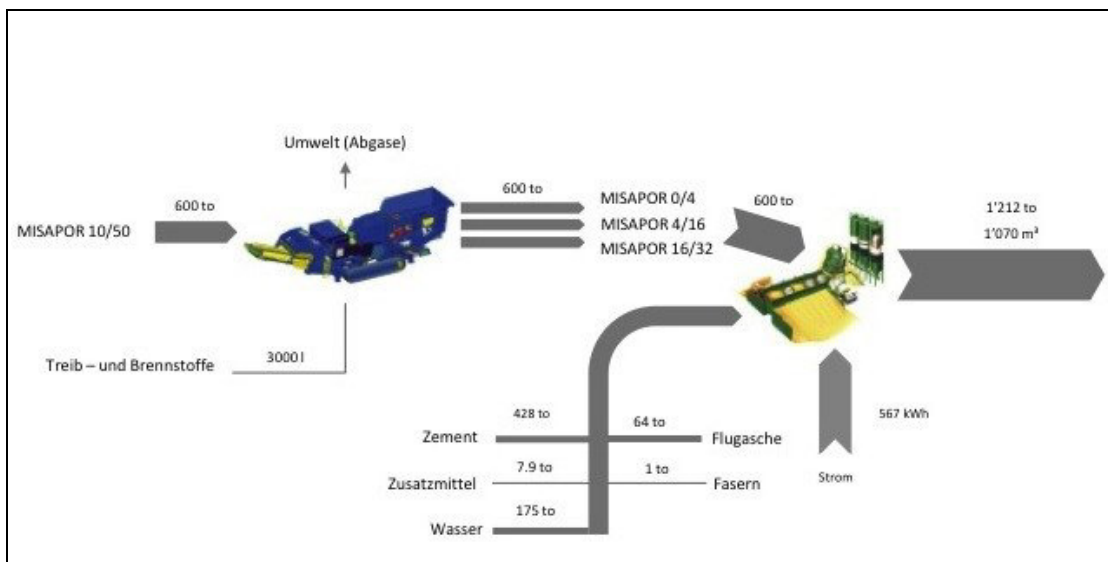 Umwelt (Abgase)
600 to
MISAPOR 10/50
600 to
MISAPOR 0/4
MISAPOR 4/16
MISAPOR 16/32
600 to
1'212 to
1'070 m³
Treib – und Brennstoffe
3000 l
428 to
Zement
64 to
Flugasche
567 kWh
7.9 to
Zusatzmittel
1 to
Fasern
Strom
175 to
Wasser